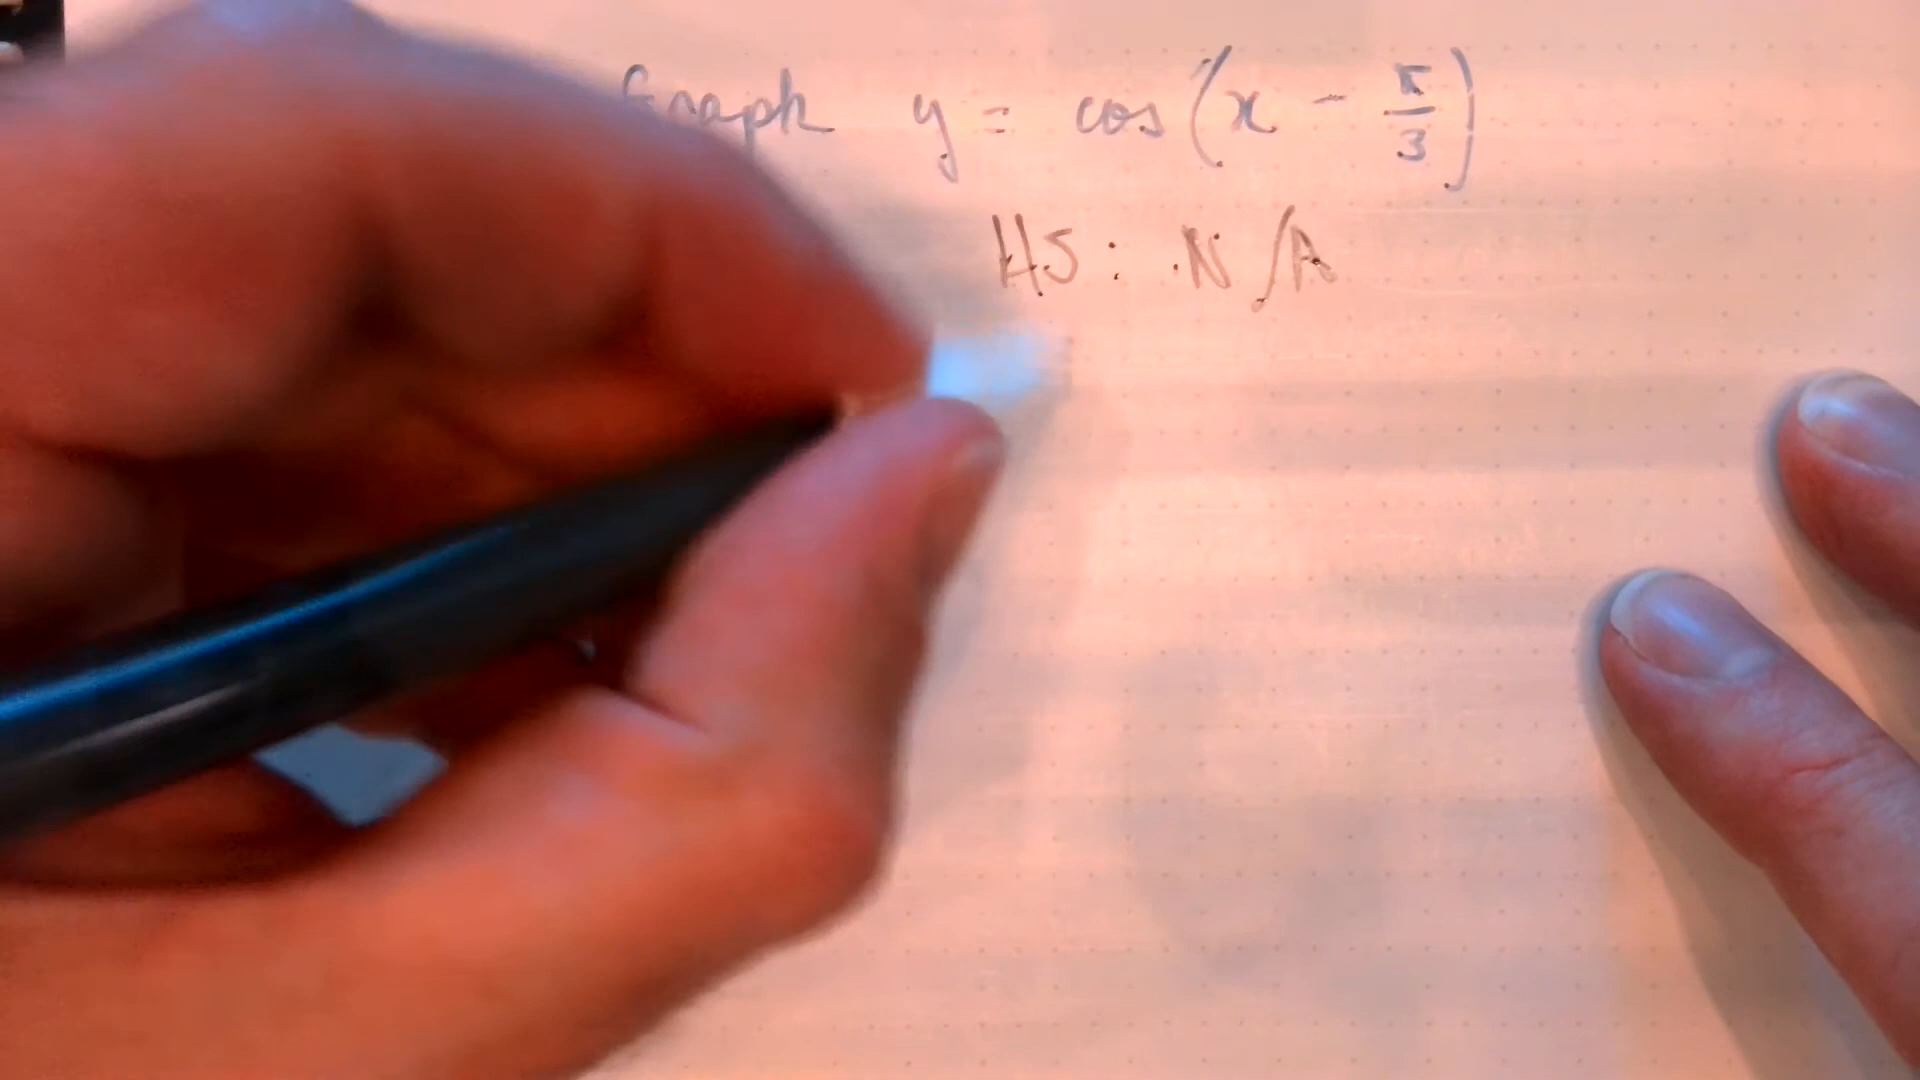 Graph y = cos(x - π/3)
HS: N/A